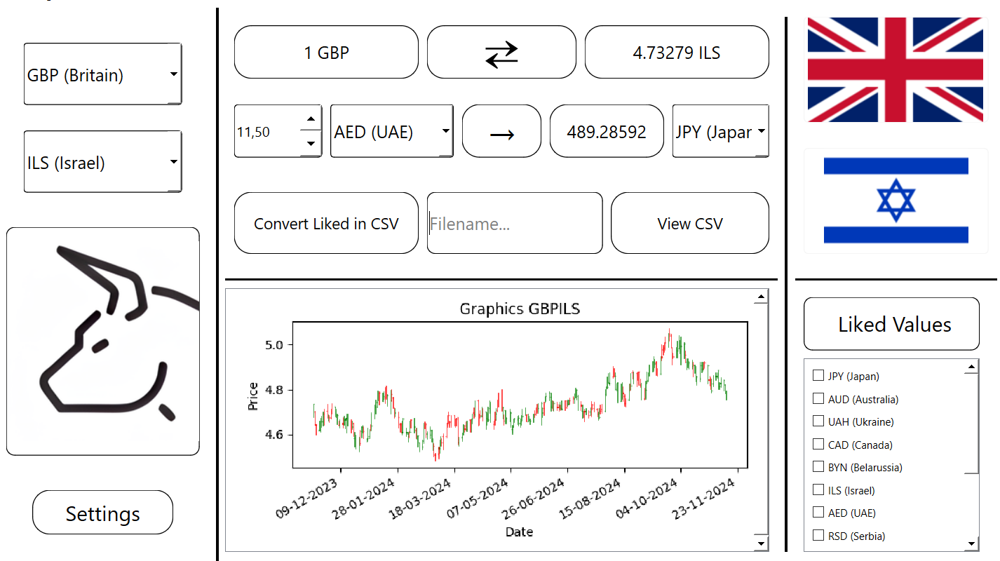 GBP (Britain)
ILS (Israel)
Settings
1 GBP
4.73279 ILS
11,50
AED (UAE)
489.28592
JPY (Japar
Convert Liked in CSV
Filename...
View CSV
Graphics GBPILS
Price
5.0
4.8
4.6
09-12-2023
28-01-2024
18-03-2024
07-05-2024
26-06-2024
15-08-2024
04-10-2024
23-11-2024
Date
Liked Values
JPY (Japan)
AUD (Australia)
UAH (Ukraine)
CAD (Canada)
BYN (Belarussia)
ILS (Israel)
AED (UAE)
RSD (Serbia)